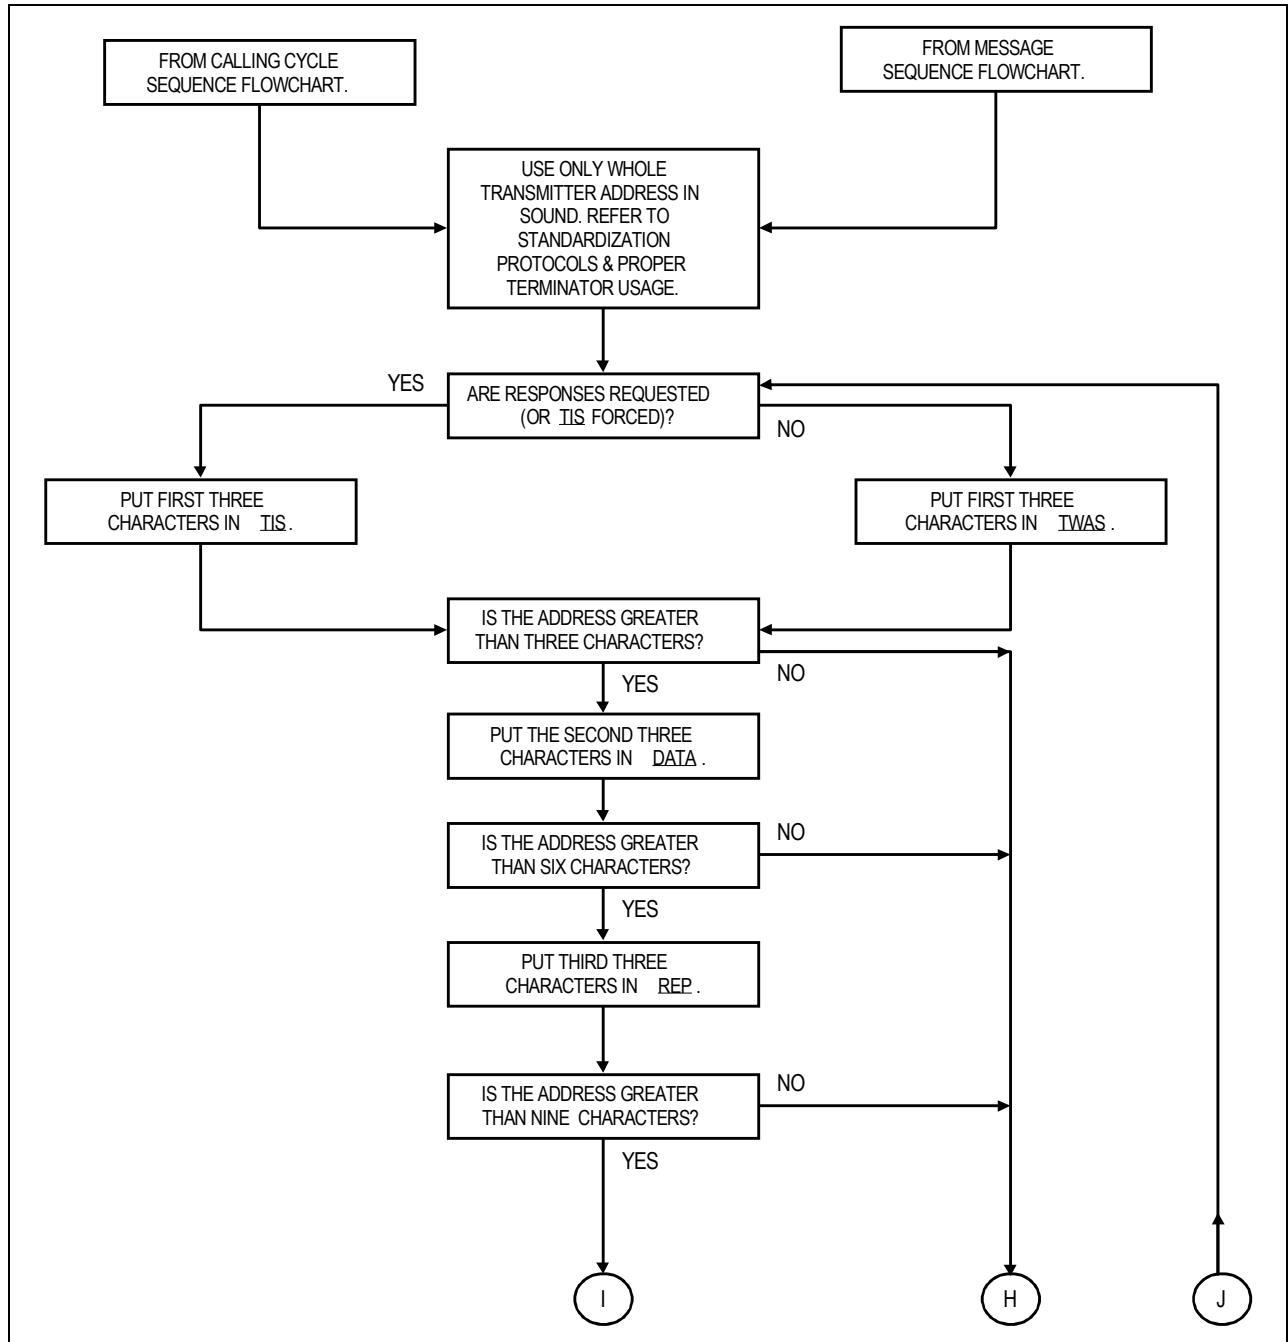 FROM CALLING CYCLE
SEQUENCE FLOWCHART.
FROM MESSAGE
SEQUENCE FLOWCHART.
USE ONLY WHOLE
TRANSMITTER ADDRESS IN
SOUND. REFER TO
STANDARDIZATION
PROTOCOLS & PROPER
TERMINATOR USAGE.
YES
ARE RESPONSES REQUESTED
(OR TIS FORCED)?
NO
PUT FIRST THREE
CHARACTERS IN TIS.
PUT FIRST THREE
CHARACTERS IN TWAS .
IS THE ADDRESS GREATER
THAN THREE CHARACTERS?
NO
YES
PUT THE SECOND THREE
CHARACTERS IN DATA .
IS THE ADDRESS GREATER
THAN SIX CHARACTERS?
NO
YES
PUT THIRD THREE
CHARACTERS IN REP .
IS THE ADDRESS GREATER
THAN NINE CHARACTERS?
NO
YES
I
H
J